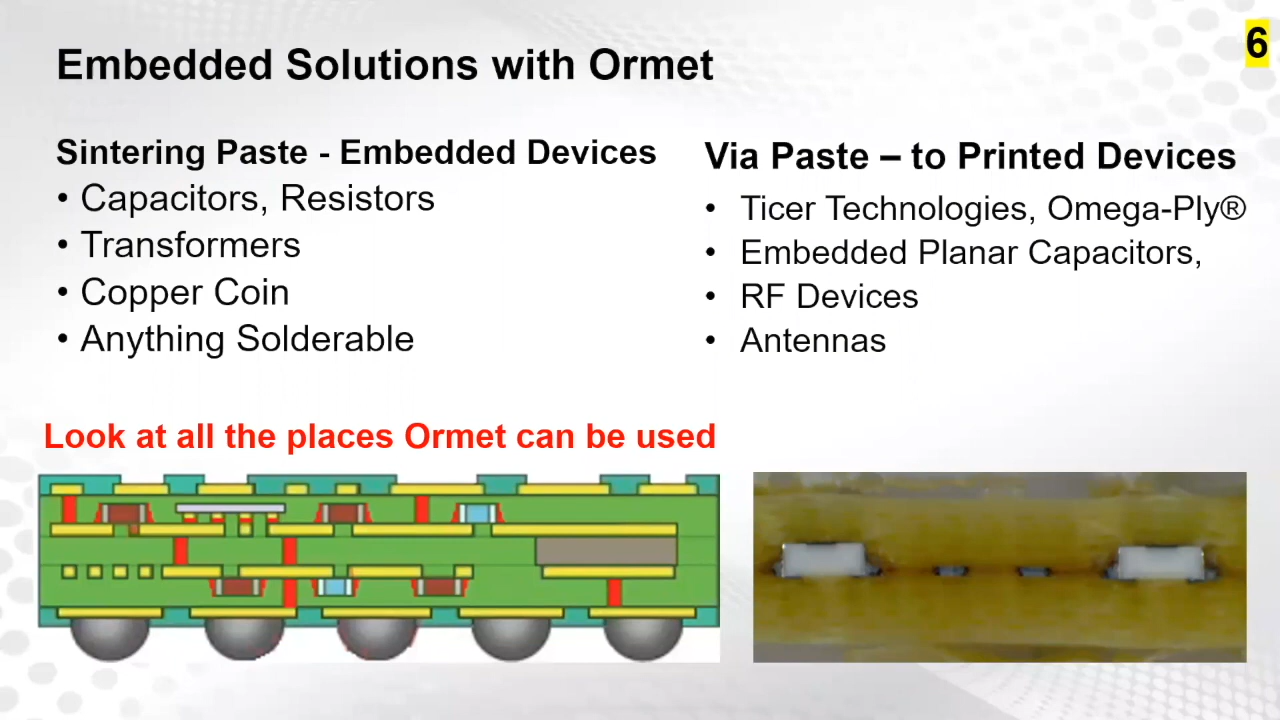 Embedded Solutions with Ormet
6
Sintering Paste - Embedded Devices
• Capacitors, Resistors
• Transformers
• Copper Coin
• Anything Solderable
Via Paste – to Printed Devices
• Ticer Technologies, Omega-Ply®
• Embedded Planar Capacitors,
• RF Devices
• Antennas
Look at all the places Ormet can be used